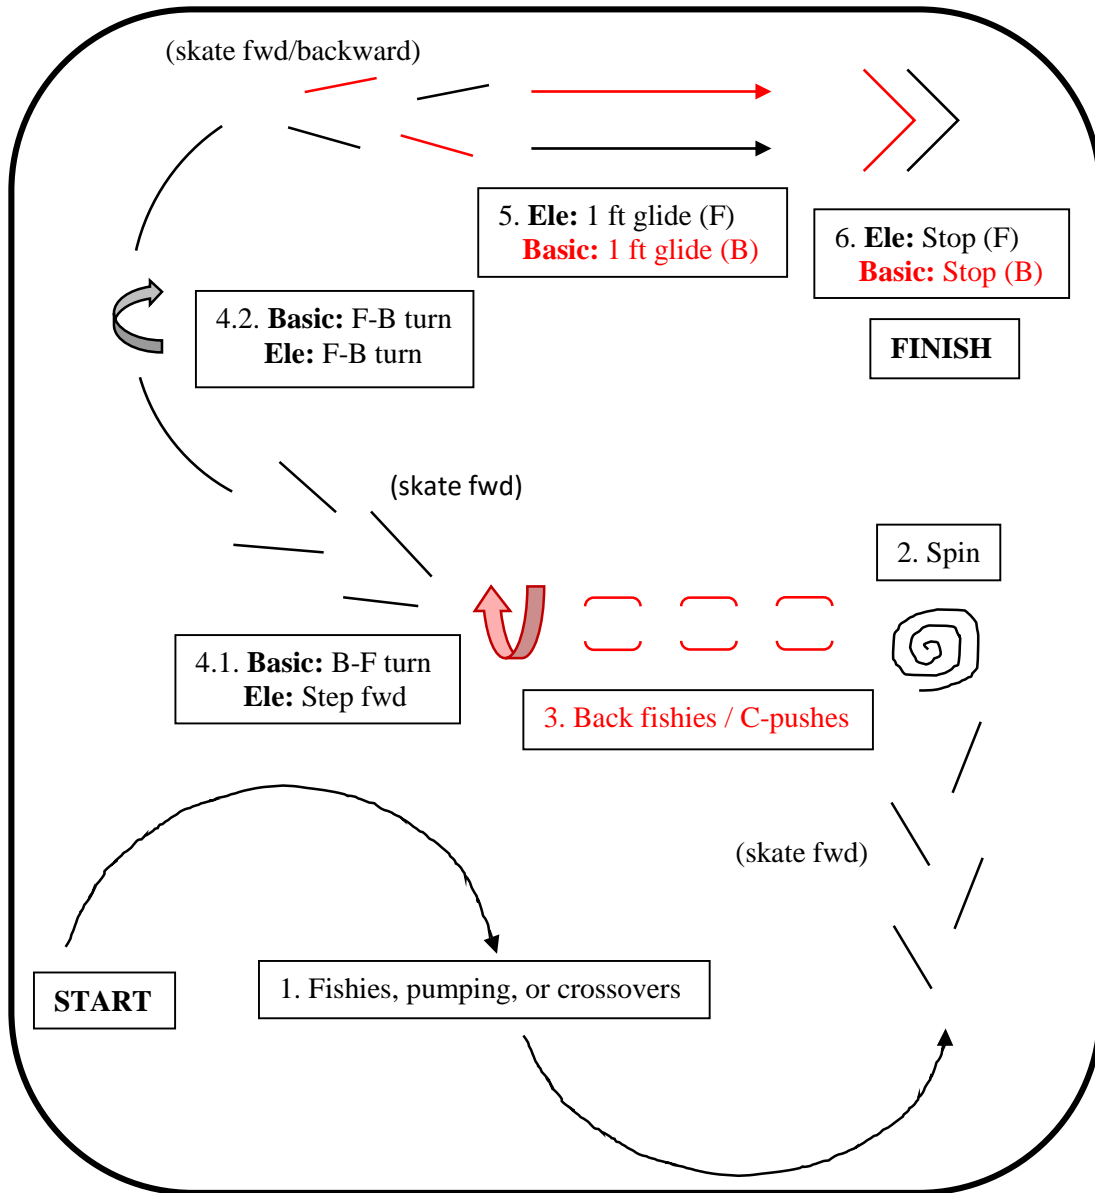 (skate fwd/backward)
5. Ele: 1 ft glide (F)
Basic: 1 ft glide (B)
6. Ele: Stop (F)
Basic: Stop (B)
4.2. Basic: F-B turn
Ele: F-B turn
FINISH
(skate fwd)
2. Spin
4.1. Basic: B-F turn
Ele: Step fwd
3. Back fishies / C-pushes
(skate fwd)
START
1. Fishies, pumping, or crossovers